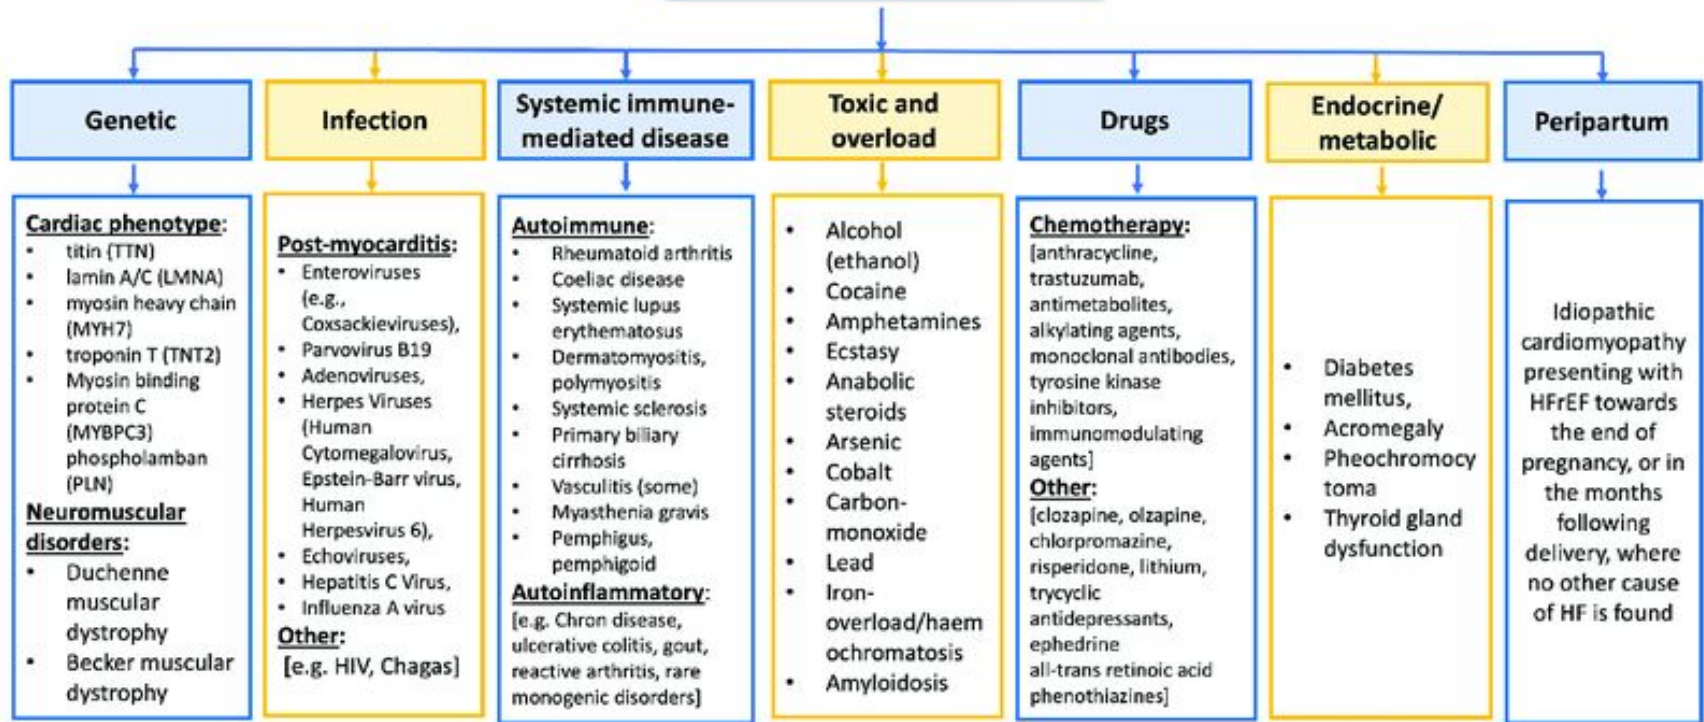 Genetic
Cardiac phenotype:
• titin (TTN)
• lamin A/C (LMNA)
• myosin heavy chain
(MYH7)
• troponin T (TNT2)
• Myosin binding
protein C
(MYBPC3)
phospholamban
(PLN)
Neuromuscular
disorders:
• Duchenne
muscular
dystrophy
• Becker muscular
dystrophy
Infection
Post-myocarditis:
• Enteroviruses
(e.g.,
Coxsackieviruses),
• Parvovirus B19
• Adenoviruses,
• Herpes Viruses
(Human
Cytomegalovirus,
Epstein-Barr virus,
Human
Herpesvirus 6),
• Echoviruses,
• Hepatitis C Virus,
• Influenza A virus
Other:
[e.g. HIV, Chagas]
Systemic immune-
mediated disease
Autoimmune:
• Rheumatoid arthritis
• Coeliac disease
• Systemic lupus
erythematosus
• Dermatomyositis,
polymyositis
• Systemic sclerosis
• Primary biliary
cirrhosis
• Vasculitis (some)
• Myasthenia gravis
• Pemphigus,
pemphigoid
Autoinflammatory:
[e.g. Chron disease,
ulcerative colitis, gout,
reactive arthritis, rare
monogenic disorders]
Toxic and
overload
• Alcohol
(ethanol)
• Cocaine
• Amphetamines
• Ecstasy
• Anabolic
steroids
• Arsenic
• Cobalt
• Carbon-
monoxide
• Lead
• Iron-
overload/haem
ochromatosis
• Amyloidosis
Drugs
Chemotherapy:
[anthracycline,
trastuzumab,
antimetabolites,
alkylating agents,
monoclonal antibodies,
tyrosine kinase
inhibitors,
immunomodulating
agents]
Other:
[clozapine, olzapine,
chlorpromazine,
risperidone, lithium,
trycyclic
antidepressants,
ephedrine
all-trans retinoic acid
phenothiazines]
Endocrine/
metabolic
• Diabetes
mellitus,
• Acromegaly
• Pheochromocy
toma
• Thyroid gland
dysfunction
Peripartum
Idiopathic
cardiomyopathy
presenting with
HFrEF towards
the end of
pregnancy, or in
the months
following
delivery, where
no other cause
of HF is found